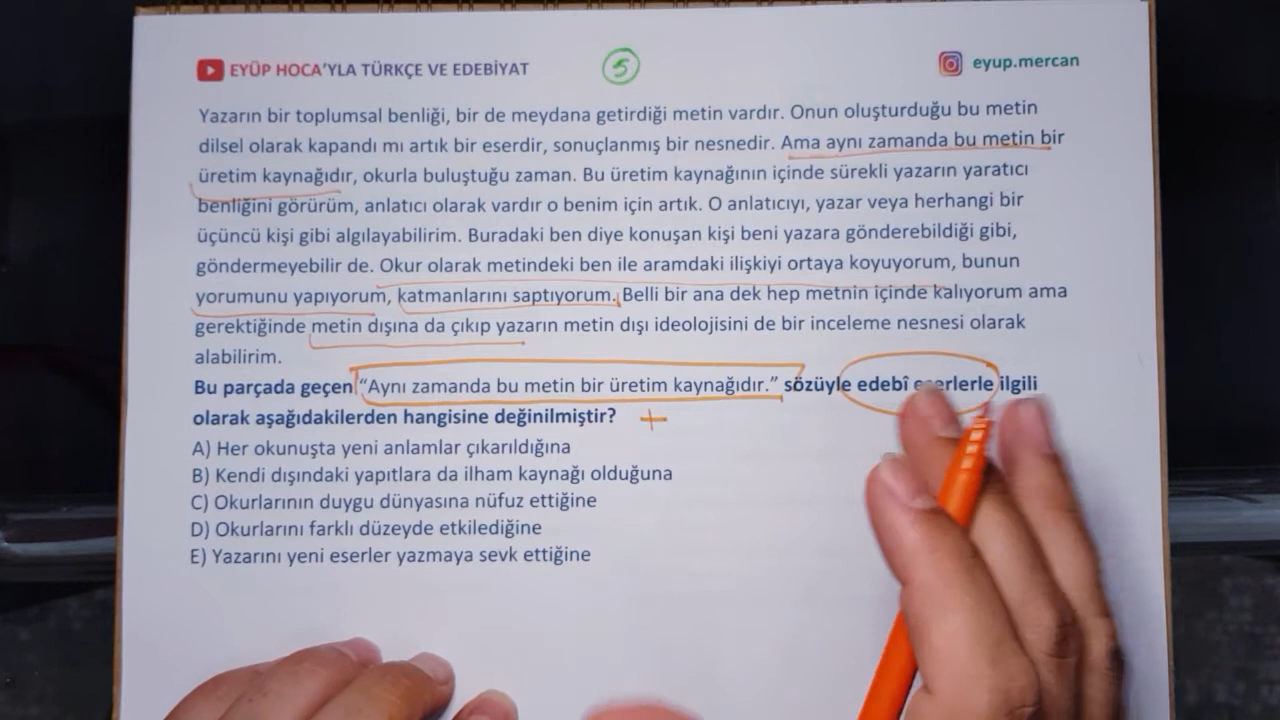 EYÜP HOCA'YLA TÜRKÇE VE EDEBİYAT
5
eyup.mercan
Yazarın bir toplumsal benliği, bir de meydana getirdiği metin vardır. Onun oluşturduğu bu metin
dilsel olarak kapandı mı artık bir eserdir, sonuçlanmış bir nesnedir. Ama aynı zamanda bu metin bir
üretim kaynağıdır, okurla buluştuğu zaman. Bu üretim kaynağının içinde sürekli yazarın yaratıcı
benliğini görürüm, anlatıcı olarak vardır o benim için artık. O anlatıcıyı, yazar veya herhangi bir
üçüncü kişi gibi algılayabilirim. Buradaki ben diye konuşan kişi beni yazara gönderebildiği gibi,
göndermeyebilir de. Okur olarak metindeki ben ile aramdaki ilişkiyi ortaya koyuyorum, bunun
yorumunu yapıyorum, katmanlarını saptıyorum. Belli bir ana dek hep metnin içinde kalıyorum ama
gerektiğinde metin dışına da çıkıp yazarın metin dışı ideolojisini de bir inceleme nesnesi olarak
alabilirim.
Bu parçada geçen “Aynı zamanda bu metin bir üretim kaynağıdır.” sözüyle edebî eserlerle ilgili
olarak aşağıdakilerden hangisine değinilmiştir? +
A) Her okunuşta yeni anlamlar çıkarıldığına
B) Kendi dışındaki yapıtlara da ilham kaynağı olduğuna
C) Okurlarının duygu dünyasına nüfuz ettiğine
D) Okurlarını farklı düzeyde etkilediğine
E) Yazarını yeni eserler yazmaya sevk ettiğine